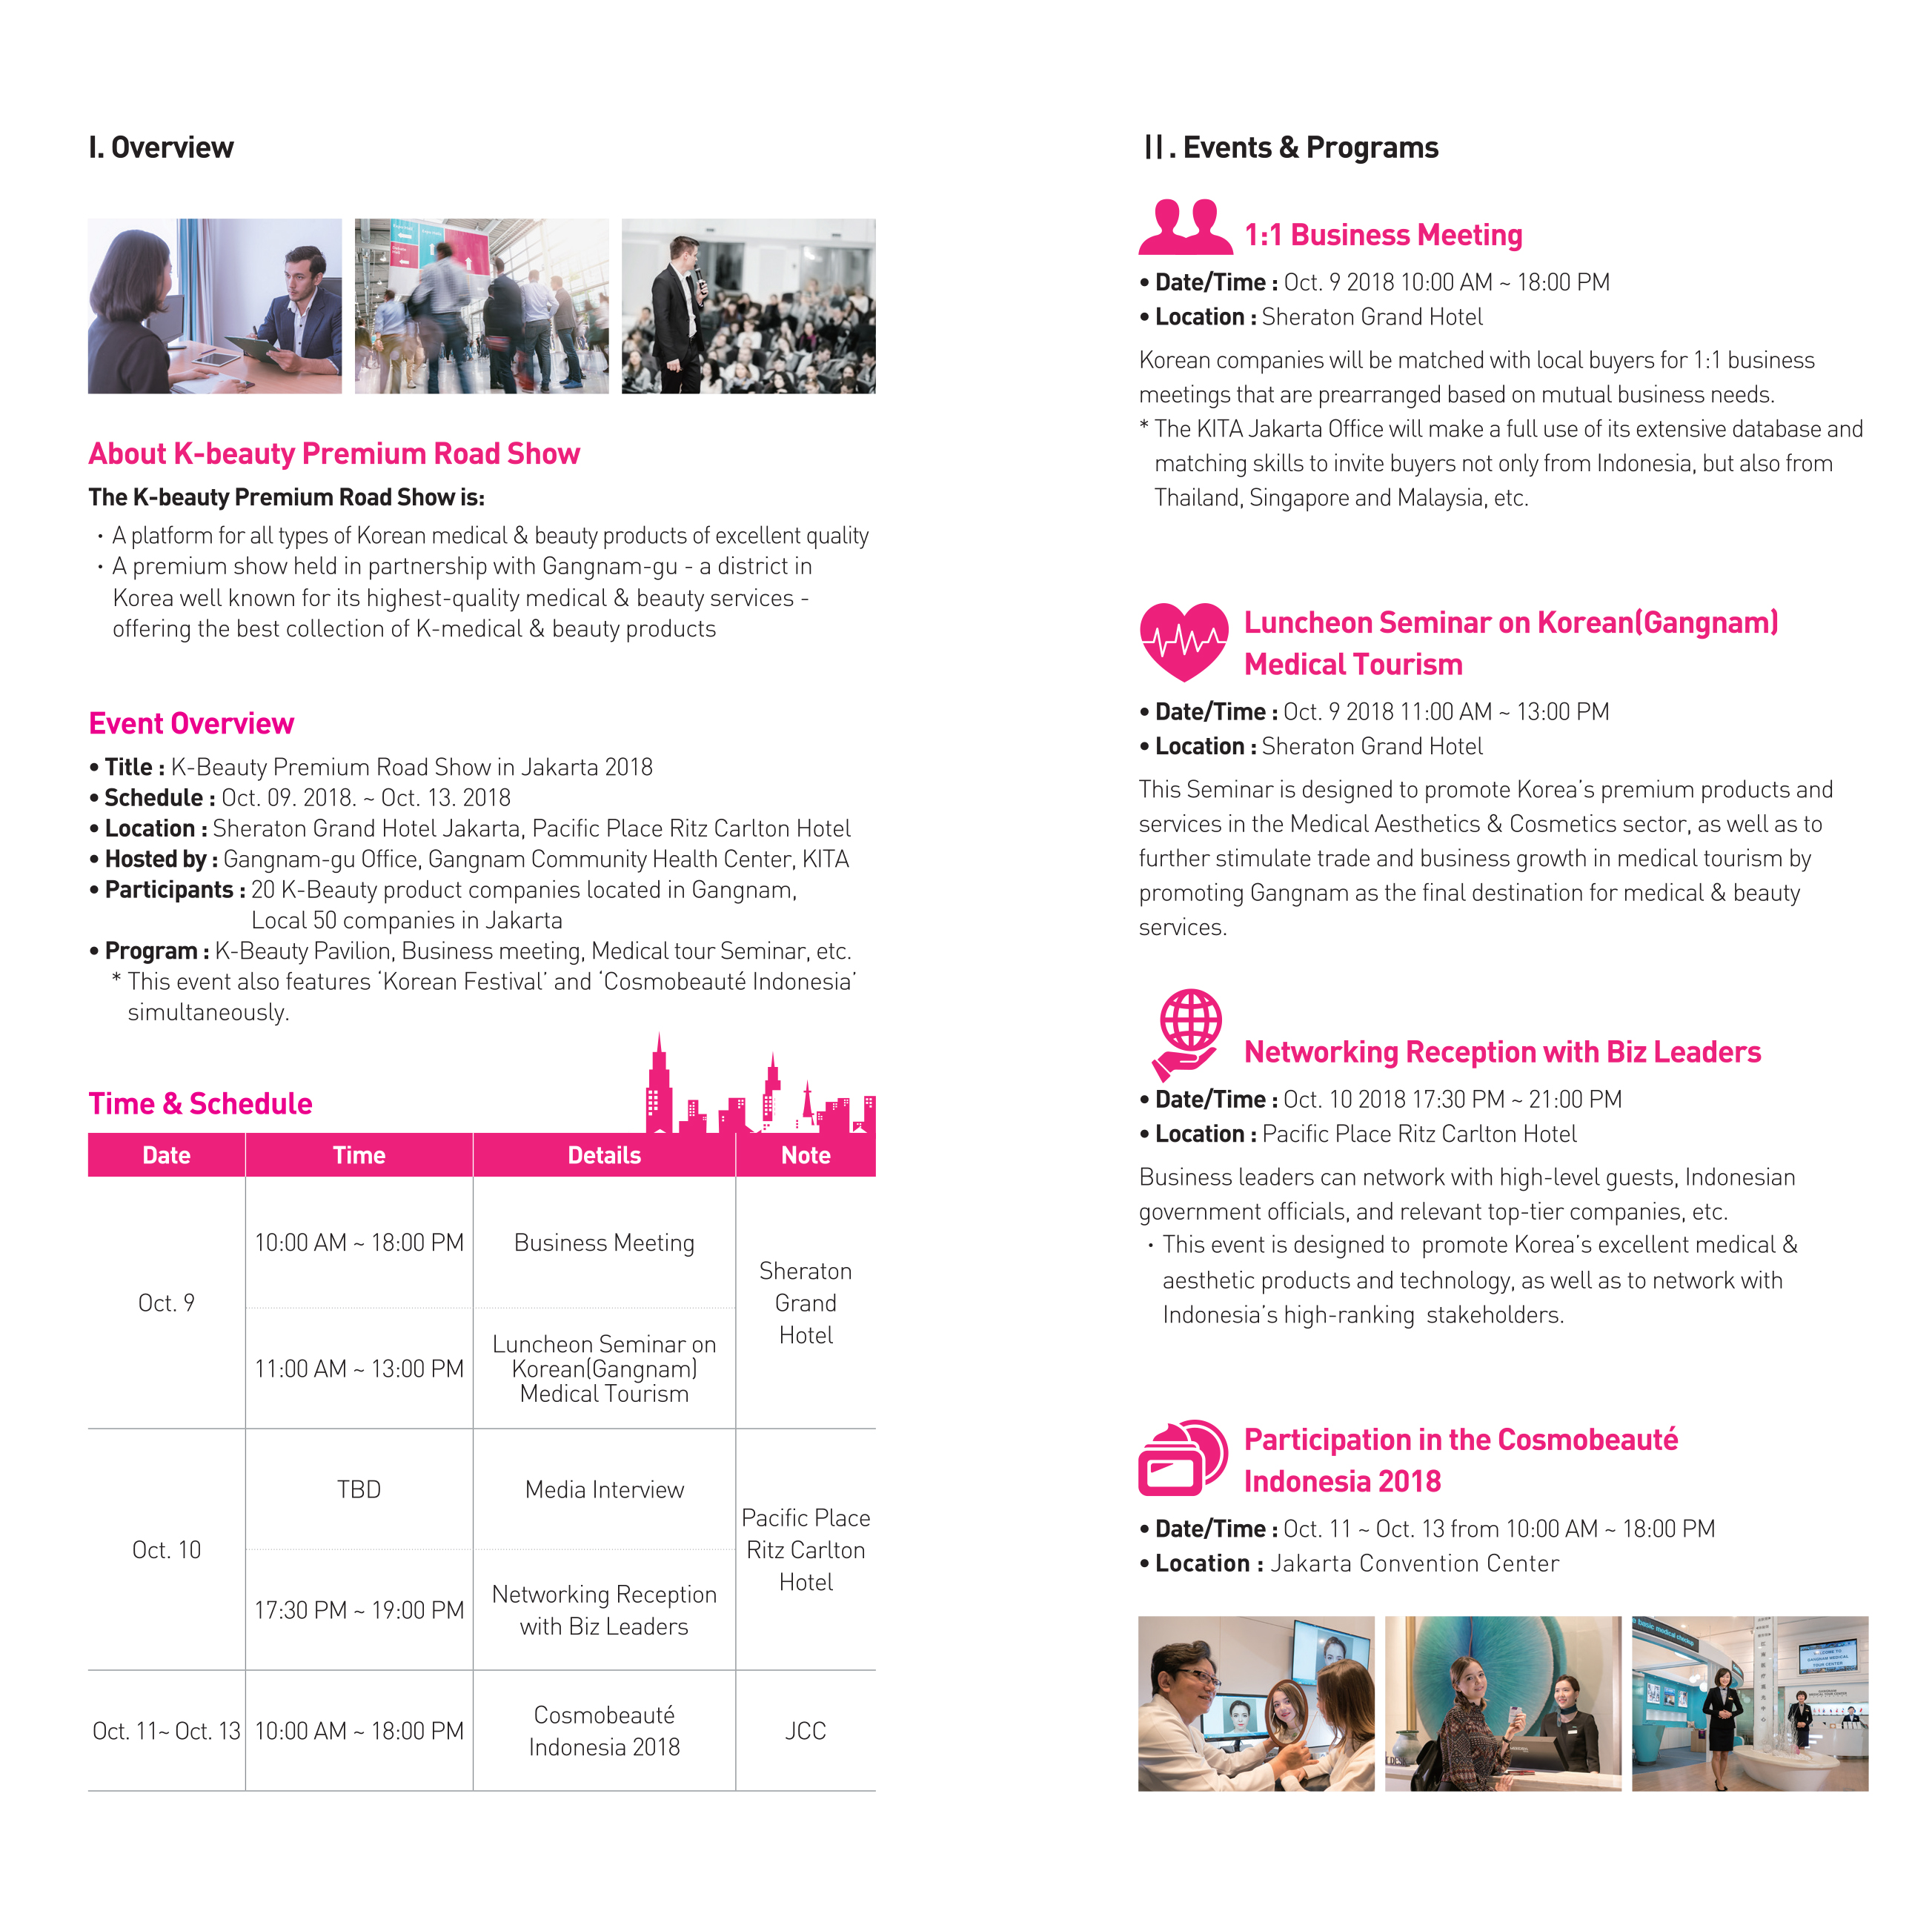 I. Overview
About K-beauty Premium Road Show
The K-beauty Premium Road Show is:
· A platform for all types of Korean medical & beauty products of excellent quality
· A premium show held in partnership with Gangnam-gu - a district in
Korea well known for its highest-quality medical & beauty services -
offering the best collection of K-medical & beauty products
Event Overview
• Title : K-Beauty Premium Road Show in Jakarta 2018
• Schedule : Oct. 09. 2018. ~ Oct. 13. 2018
• Location : Sheraton Grand Hotel Jakarta, Pacific Place Ritz Carlton Hotel
• Hosted by : Gangnam-gu Office, Gangnam Community Health Center, KITA
• Participants : 20 K-Beauty product companies located in Gangnam,
Local 50 companies in Jakarta
• Program : K-Beauty Pavilion, Business meeting, Medical tour Seminar, etc.
* This event also features ‘Korean Festival’ and ‘Cosmobeauté Indonesia’
simultaneously.
Time & Schedule
Date Time Details Note
Oct. 9
10:00 AM ~ 18:00 PM
Business Meeting
11:00 AM ~ 13:00 PM
Luncheon Seminar on
Korean(Gangnam)
Medical Tourism
Sheraton
Grand
Hotel
Oct. 10
TBD
Media Interview
17:30 PM ~ 19:00 PM
Networking Reception
with Biz Leaders
Pacific Place
Ritz Carlton
Hotel
Oct. 11~ Oct. 13
10:00 AM ~ 18:00 PM
Cosmobeauté
Indonesia 2018
JCC
II. Events & Programs
1:1 Business Meeting
• Date/Time : Oct. 9 2018 10:00 AM ~ 18:00 PM
• Location : Sheraton Grand Hotel
Korean companies will be matched with local buyers for 1:1 business
meetings that are prearranged based on mutual business needs.
* The KITA Jakarta Office will make a full use of its extensive database and
matching skills to invite buyers not only from Indonesia, but also from
Thailand, Singapore and Malaysia, etc.
Luncheon Seminar on Korean(Gangnam)
Medical Tourism
• Date/Time : Oct. 9 2018 11:00 AM ~ 13:00 PM
• Location : Sheraton Grand Hotel
This Seminar is designed to promote Korea’s premium products and
services in the Medical Aesthetics & Cosmetics sector, as well as to
further stimulate trade and business growth in medical tourism by
promoting Gangnam as the final destination for medical & beauty
services.
Networking Reception with Biz Leaders
• Date/Time : Oct. 10 2018 17:30 PM ~ 21:00 PM
• Location : Pacific Place Ritz Carlton Hotel
Business leaders can network with high-level guests, Indonesian
government officials, and relevant top-tier companies, etc.
· This event is designed to promote Korea’s excellent medical &
aesthetic products and technology, as well as to network with
Indonesia’s high-ranking stakeholders.
Participation in the Cosmobeauté
Indonesia 2018
• Date/Time : Oct. 11 ~ Oct. 13 from 10:00 AM ~ 18:00 PM
• Location : Jakarta Convention Center